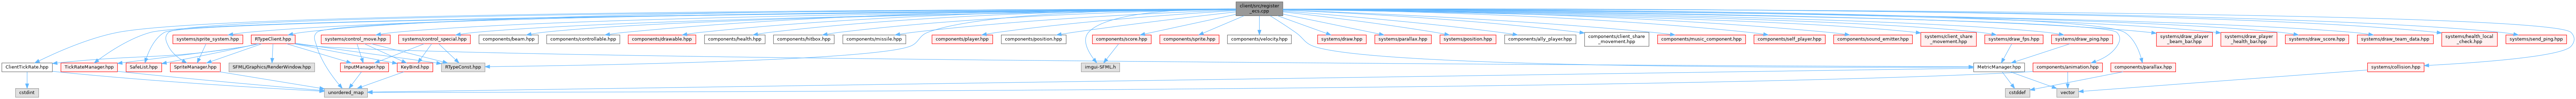 client/src/register
_ecs.cpp
systems/sprite_system.hpp
RTypeClient.hpp
systems/control_move.hpp
systems/control_special.hpp
components/beam.hpp
components/controllable.hpp
components/drawable.hpp
components/health.hpp
components/hitbox.hpp
components/missile.hpp
components/player.hpp
components/position.hpp
components/score.hpp
components/sprite.hpp
components/velocity.hpp
systems/draw.hpp
systems/parallax.hpp
systems/position.hpp
components/ally_player.hpp
components/client_share
_movement.hpp
components/music_component.hpp
components/self_player.hpp
components/sound_emitter.hpp
systems/client_share
_movement.hpp
systems/draw_fps.hpp
systems/draw_ping.hpp
systems/draw_player
_beam_bar.hpp
systems/draw_player
_health_bar.hpp
systems/draw_score.hpp
systems/draw_team_data.hpp
systems/health_local
_check.hpp
systems/send_ping.hpp
ClientTickRate.hpp
TickRateManager.hpp
SafeList.hpp
SpriteManager.hpp
SFML/Graphics/RenderWindow.hpp
InputManager.hpp
KeyBind.hpp
RTypeConst.hpp
imgui-SFML.h
MetricManager.hpp
components/animation.hpp
components/parallax.hpp
systems/collision.hpp
cstdint
unordered_map
cstddef
vector